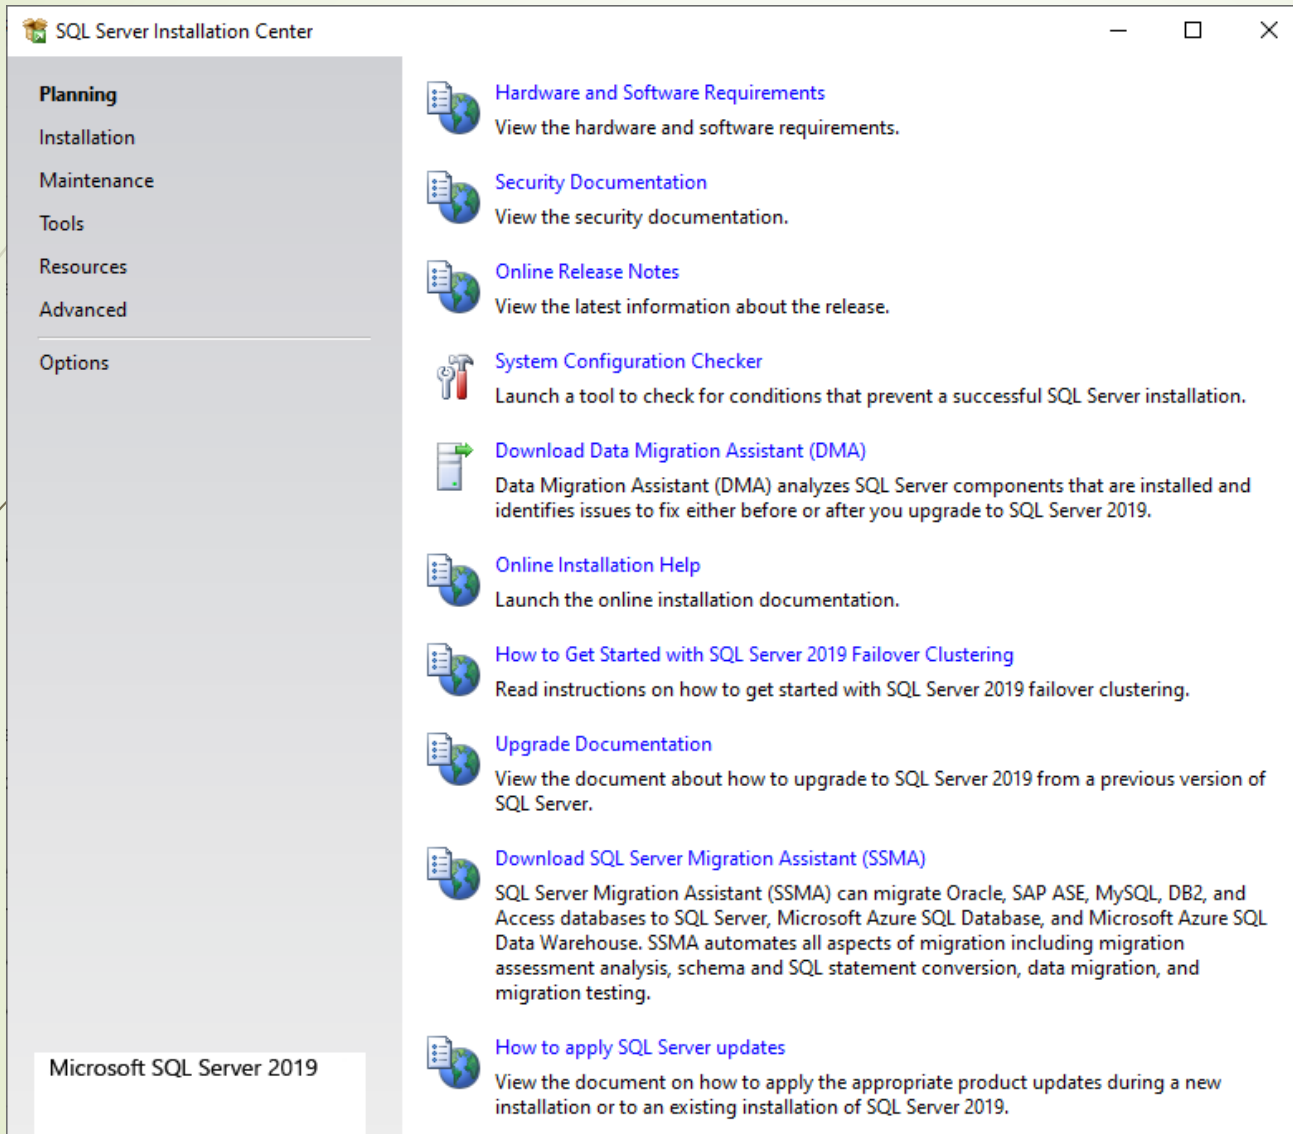 SQL Server Installation Center
Planning
Installation
Maintenance
Tools
Resources
Advanced
Options
Microsoft SQL Server 2019
Hardware and Software Requirements
View the hardware and software requirements.
Security Documentation
View the security documentation.
Online Release Notes
View the latest information about the release.
System Configuration Checker
Launch a tool to check for conditions that prevent a successful SQL Server installation.
Download Data Migration Assistant (DMA)
Data Migration Assistant (DMA) analyzes SQL Server components that are installed and
identifies issues to fix either before or after you upgrade to SQL Server 2019.
Online Installation Help
Launch the online installation documentation.
How to Get Started with SQL Server 2019 Failover Clustering
Read instructions on how to get started with SQL Server 2019 failover clustering.
Upgrade Documentation
View the document about how to upgrade to SQL Server 2019 from a previous version of
SQL Server.
Download SQL Server Migration Assistant (SSMA)
SQL Server Migration Assistant (SSMA) can migrate Oracle, SAP ASE, MySQL, DB2, and
Access databases to SQL Server, Microsoft Azure SQL Database, and Microsoft Azure SQL
Data Warehouse. SSMA automates all aspects of migration including migration
assessment analysis, schema and SQL statement conversion, data migration, and
migration testing.
How to apply SQL Server updates
View the document on how to apply the appropriate product updates during a new
installation or to an existing installation of SQL Server 2019.